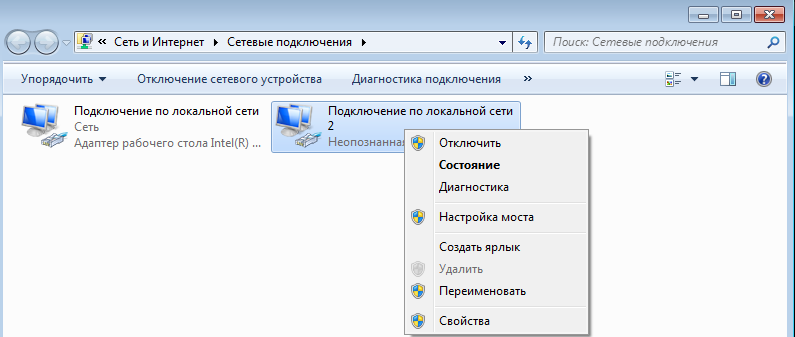 « Сеть и Интернет ▸ Сетевые подключения ▸
Поиск: Сетевые подключения
Упорядочить ▾ Отключение сетевого устройства Диагностика подключения »
Подключение по локальной сети
Сеть
Адаптер рабочего стола Intel(R) ...
Подключение по локальной сети
2
Неопознанная
Отключить
Состояние
Диагностика
Настройка моста
Создать ярлык
Удалить
Переименовать
Свойства